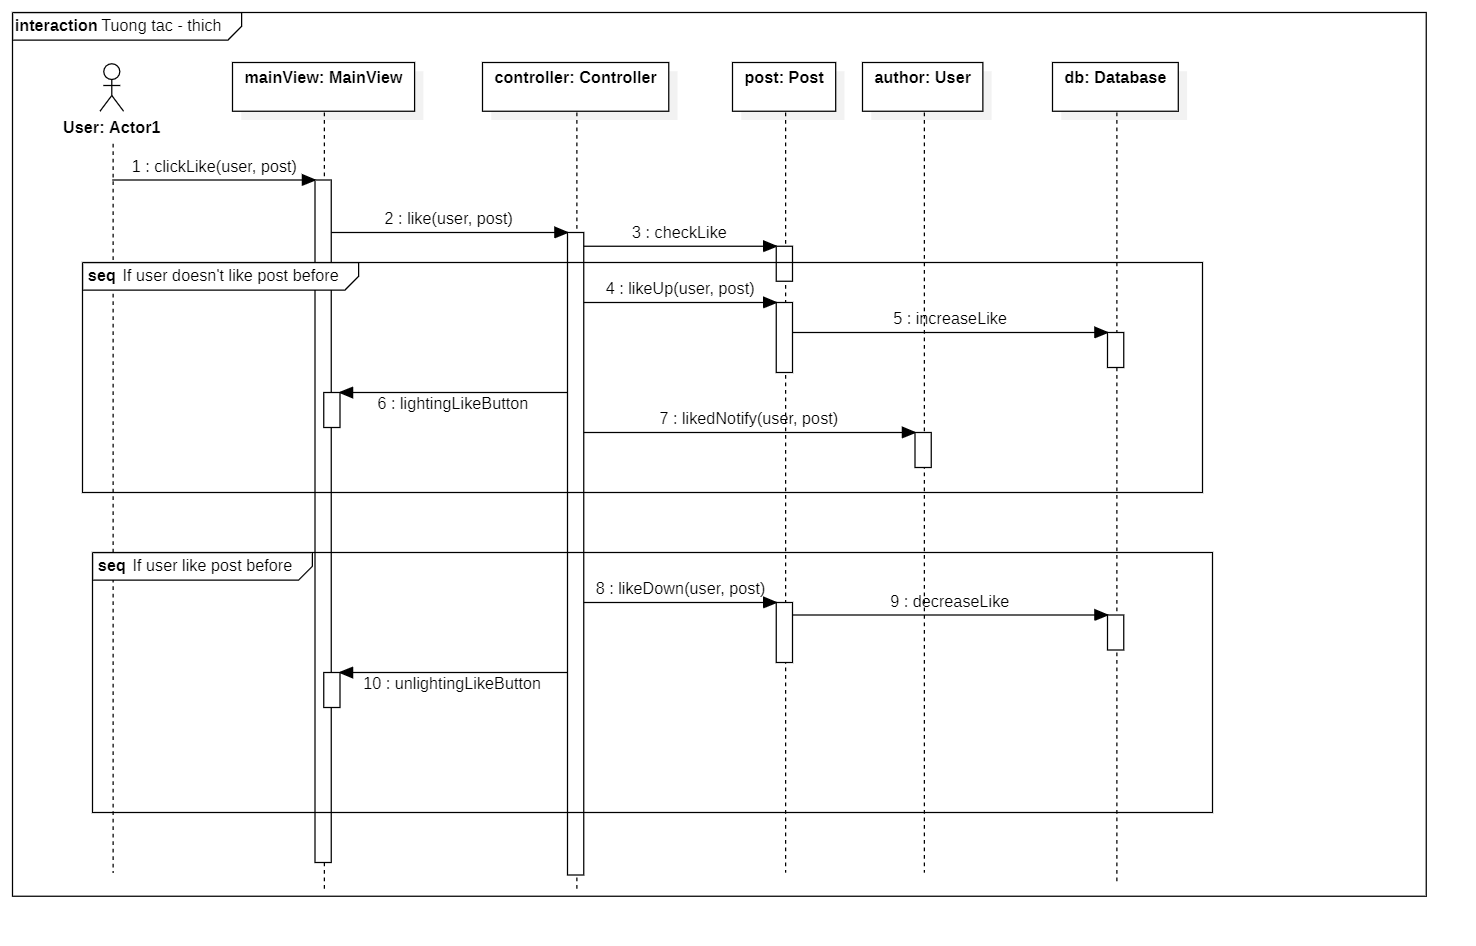 interaction Tuong tac - thich
mainView: MainView
controller: Controller
post: Post
author: User
db: Database
User: Actor1
1 : clickLike(user, post)
2 : like(user, post)
3 : checkLike
seq If user doesn't like post before
4 : likeUp(user, post)
5 : increaseLike
6 : lightingLikeButton
7 : likedNotify(user, post)
seq If user like post before
8 : likeDown(user, post)
9 : decreaseLike
10 : unlightingLikeButton